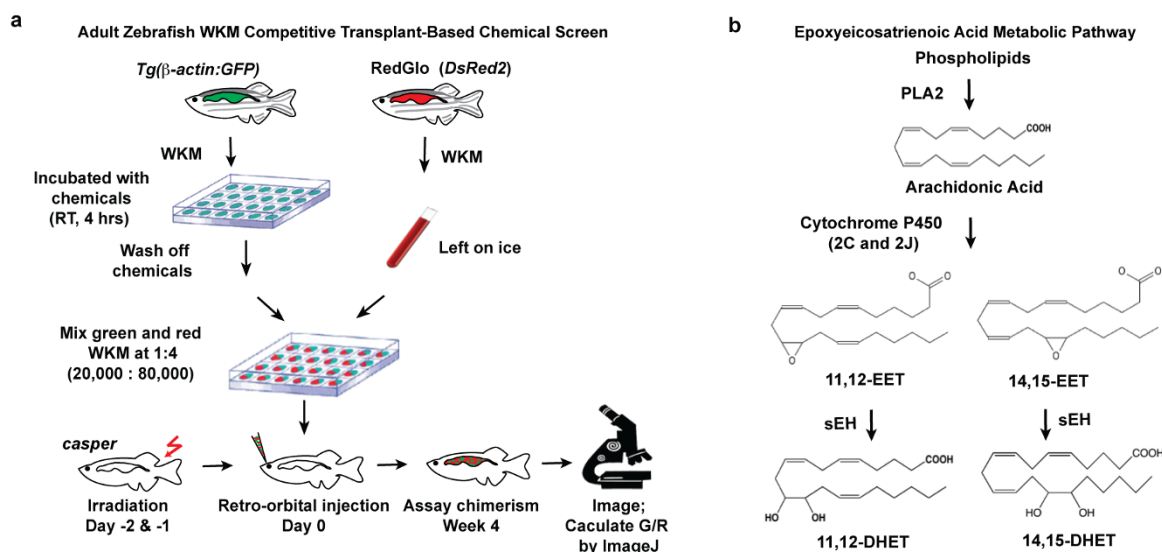 a
Adult Zebrafish WKM Competitive Transplant-Based Chemical Screen
Tg(β-actin:GFP)
RedGlo (DsRed2)
WKM
WKM
Incubated with
chemicals
(RT, 4 hrs)
Wash off
chemicals
Left on ice
Mix green and red
WKM at 1:4
(20,000 : 80,000)
casper
Irradiation
Day -2 & -1
Retro-orbital injection
Day 0
Assay chimerism
Week 4
Image;
Caculate G/R
by ImageJ
b
Epoxyeicosatrienoic Acid Metabolic Pathway
Phospholipids
PLA2
COOH
Arachidonic Acid
Cytochrome P450
(2C and 2J)
O
O
O
11,12-EET
O
O
O
14,15-EET
sEH
sEH
COOH
HO
OH
11,12-DHET
COOH
HO
OH
14,15-DHET